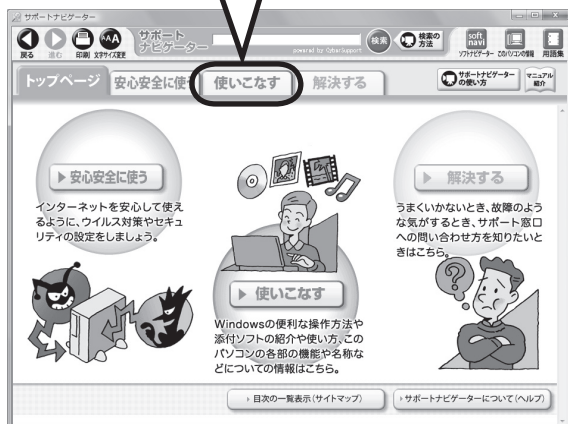 サポートナビゲーター
戻る
進む
印刷
AAA
文字サイズ変更
サポート
ナビゲーター
powered by CyberSupport
検索
検索の
方法
soft
navi
ソフトナビゲーター
このパソコンの情報
用語集
トップページ
安心安全に使う
使いこなす
解決する
サポートナビゲーター
の使い方
マニュアル
紹介
安心安全に使う
インターネットを安心して使え
るように、ウイルス対策やセキュ
リティの設定をしましょう。
使いこなす
Windowsの便利な操作方法や
添付ソフトの紹介や使い方、この
パソコンの各部の機能や名称な
どについての情報はこちら。
解決する
うまくいかないとき、故障のよう
な気がするとき、サポート窓口
への問い合わせ方を知りたいと
きはこちら。
目次の一覧表示(サイトマップ)
サポートナビゲーターについて(ヘルプ)